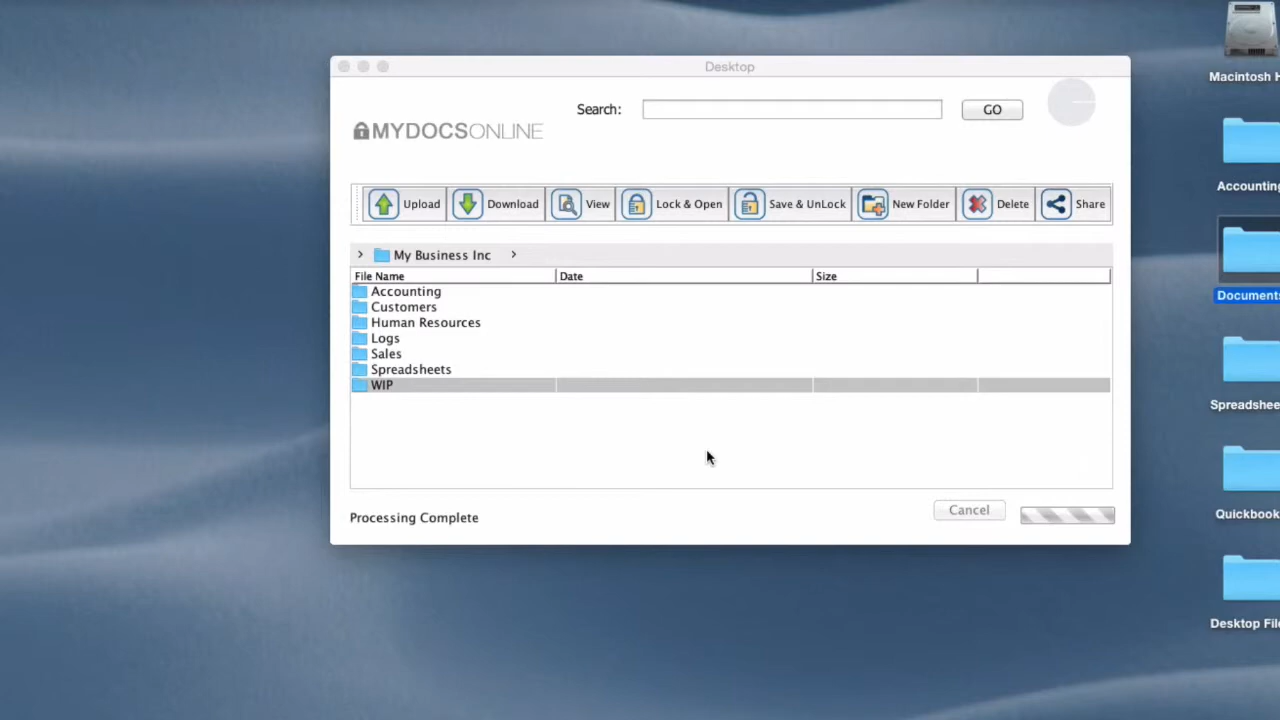 Desktop
Search:
GO
MYDOCSONLINE
Upload Download View Lock & Open Save & UnLock New Folder Delete Share
> My Business Inc >
File Name Date Size
Accounting
Customers
Human Resources
Logs
Sales
Spreadsheets
WIP
Processing Complete
Cancel
Macintosh H
Accounting
Documents
Spreadshee
Quickbook
Desktop File